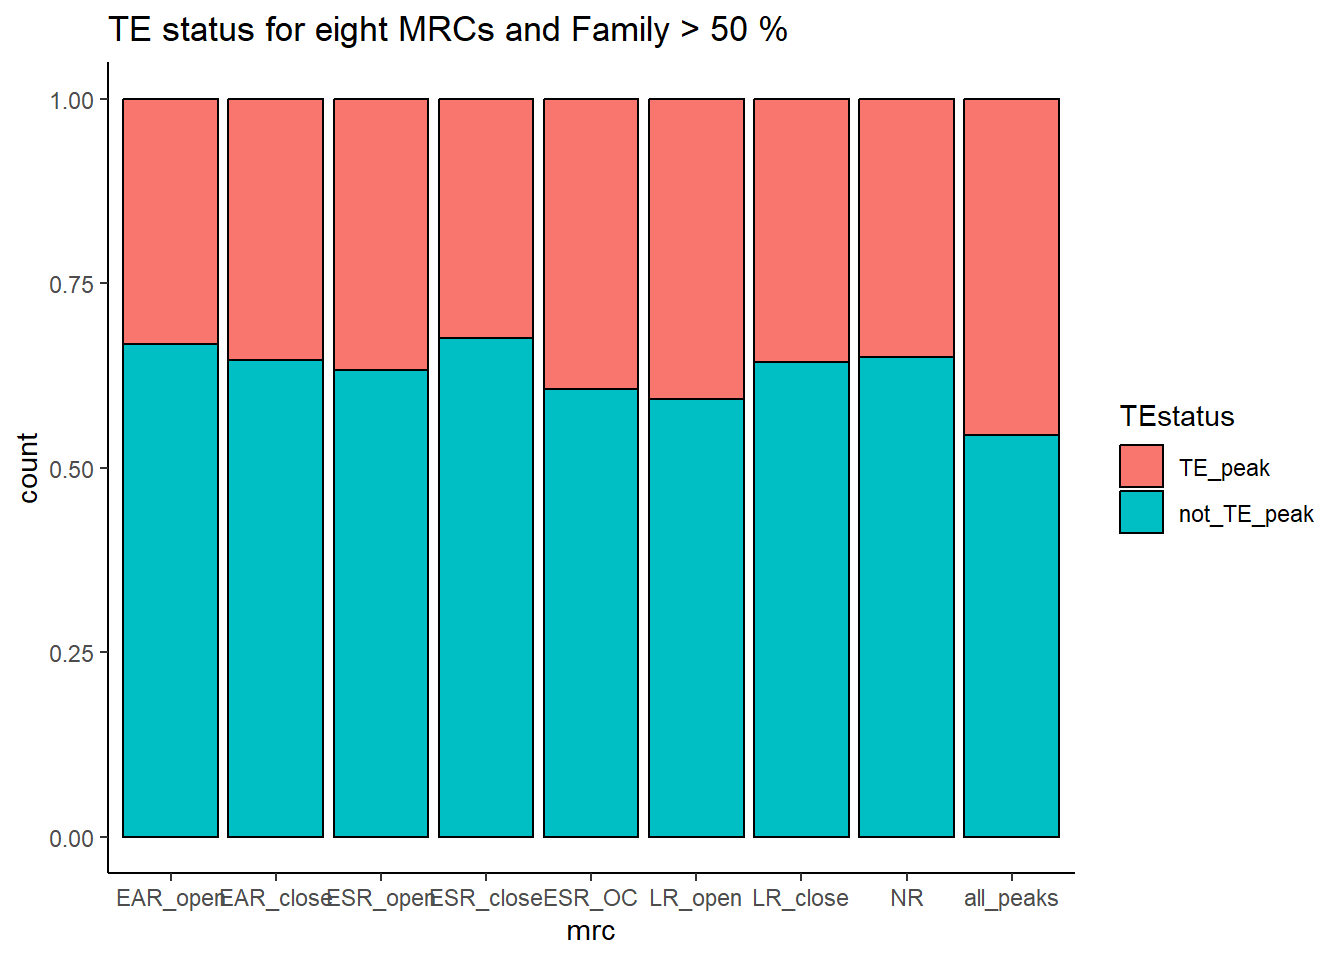 TE status for eight MRCs and Family > 50 %
1.00
0.75
0.50
0.25
0.00
count
EAR_open EAR_close ESR_open ESR_close ESR_OC LR_open LR_close NR all_peaks
mrc
TEstatus
TE_peak
not_TE_peak